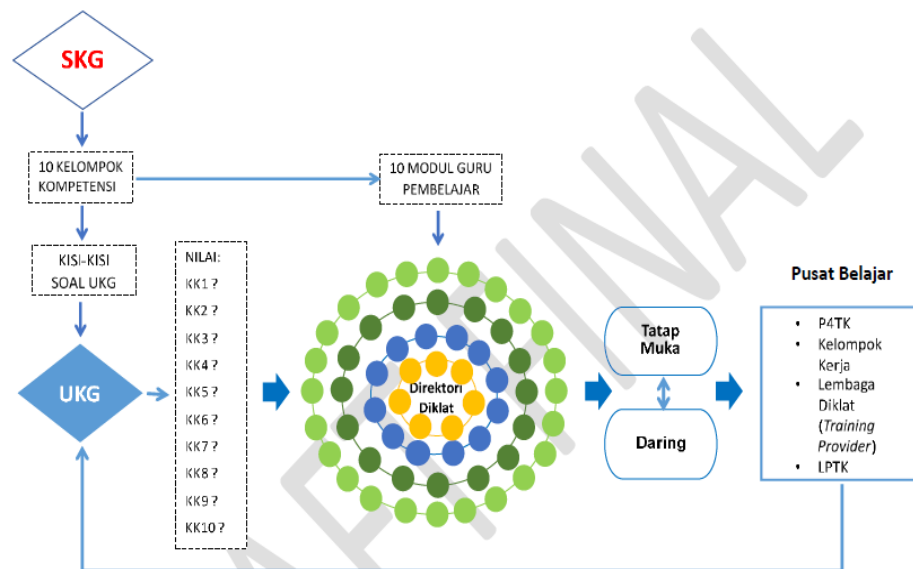 SKG
10 KELOMPOK
KOMPETENSI
10 MODUL GURU
PEMBELAJAR
KISI-KISI
SOAL UKG
UKG
NILAI:
KK1 ?
KK2 ?
KK3 ?
KK4 ?
KK5 ?
KK6 ?
KK7 ?
KK8 ?
KK9 ?
KK10 ?
Direktori
Diklat
Tatap
Muka
Daring
Pusat Belajar
• P4TK
• Kelompok
Kerja
• Lembaga
Diklat
(Training
Provider)
• LPTK
FINAL